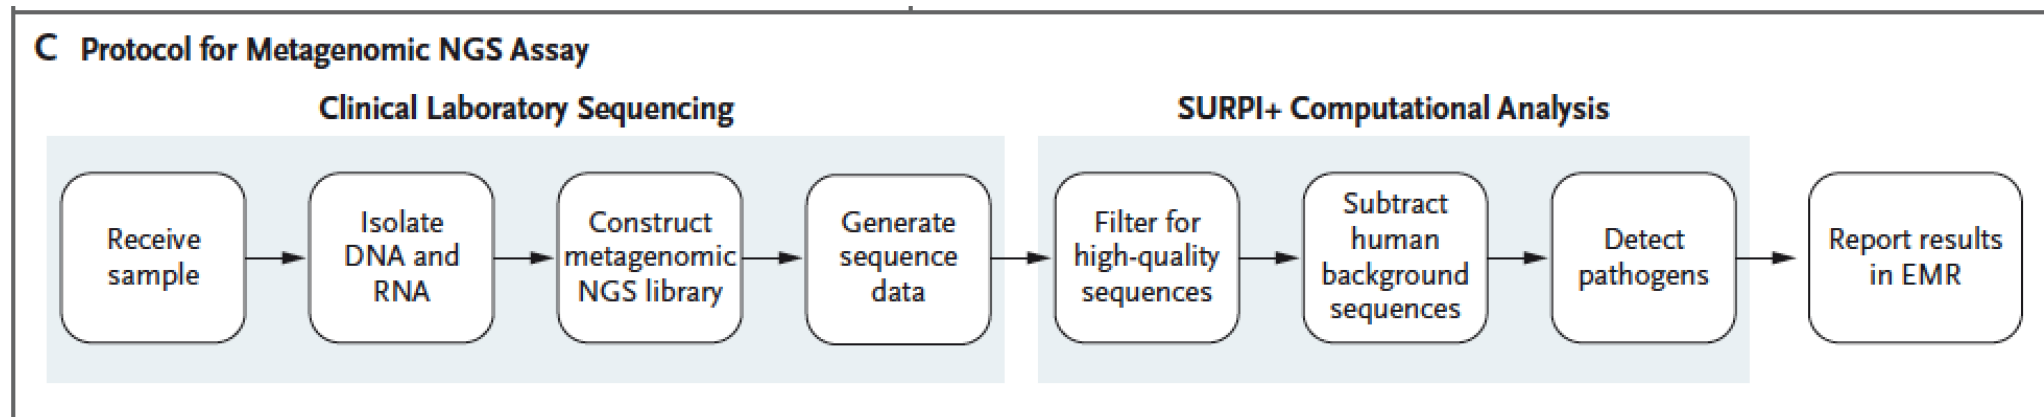 C Protocol for Metagenomic NGS Assay
Clinical Laboratory Sequencing
SURPI+ Computational Analysis
Receive
sample
Isolate
DNA and
RNA
Construct
metagenomic
NGS library
Generate
sequence
data
Filter for
high-quality
sequences
Subtract
human
background
sequences
Detect
pathogens
Report results
in EMR